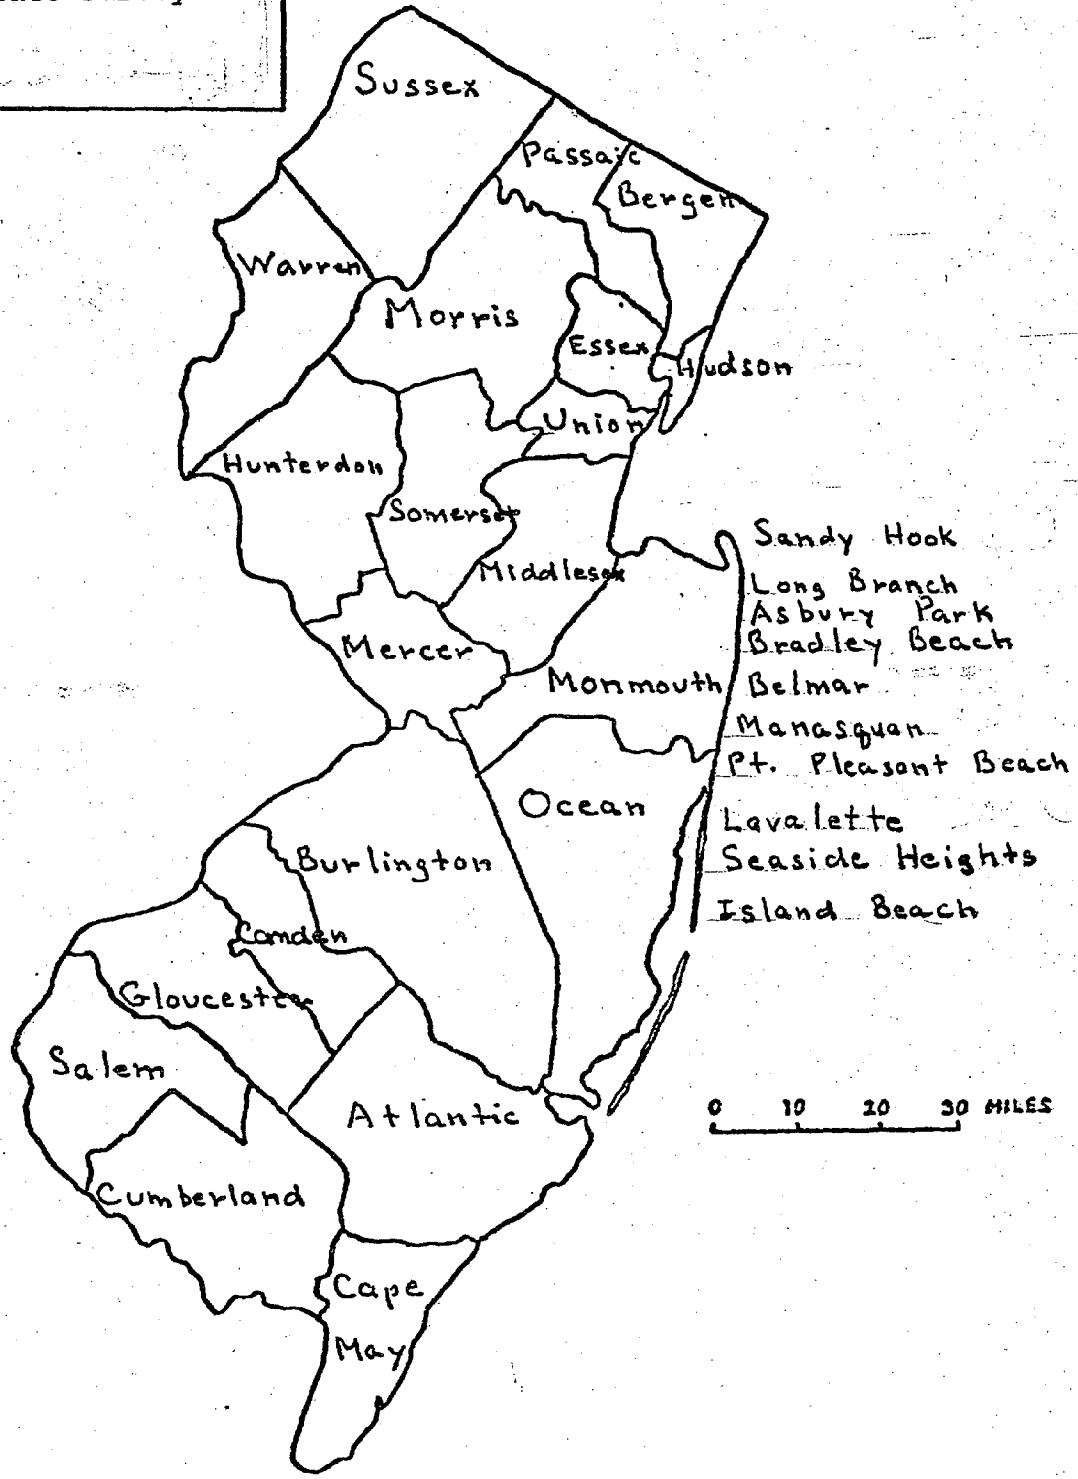 Sussex
Passaic
Bergen
Warren
Morris
Essex
Hudson
Union
Hunterdon
Somerset
Sandy Hook
Middlesex
Long Branch
Asbury Park
Bradley Beach
Mercer
Monmouth
Belmar
Manasquan
Pt. Pleasant Beach
Ocean
Lavalette
Burlington
Seaside Heights
Island Beach
Camden
Gloucester
Salem
Atlantic
0 10 20 30 MILES
Cumberland
Cape
May